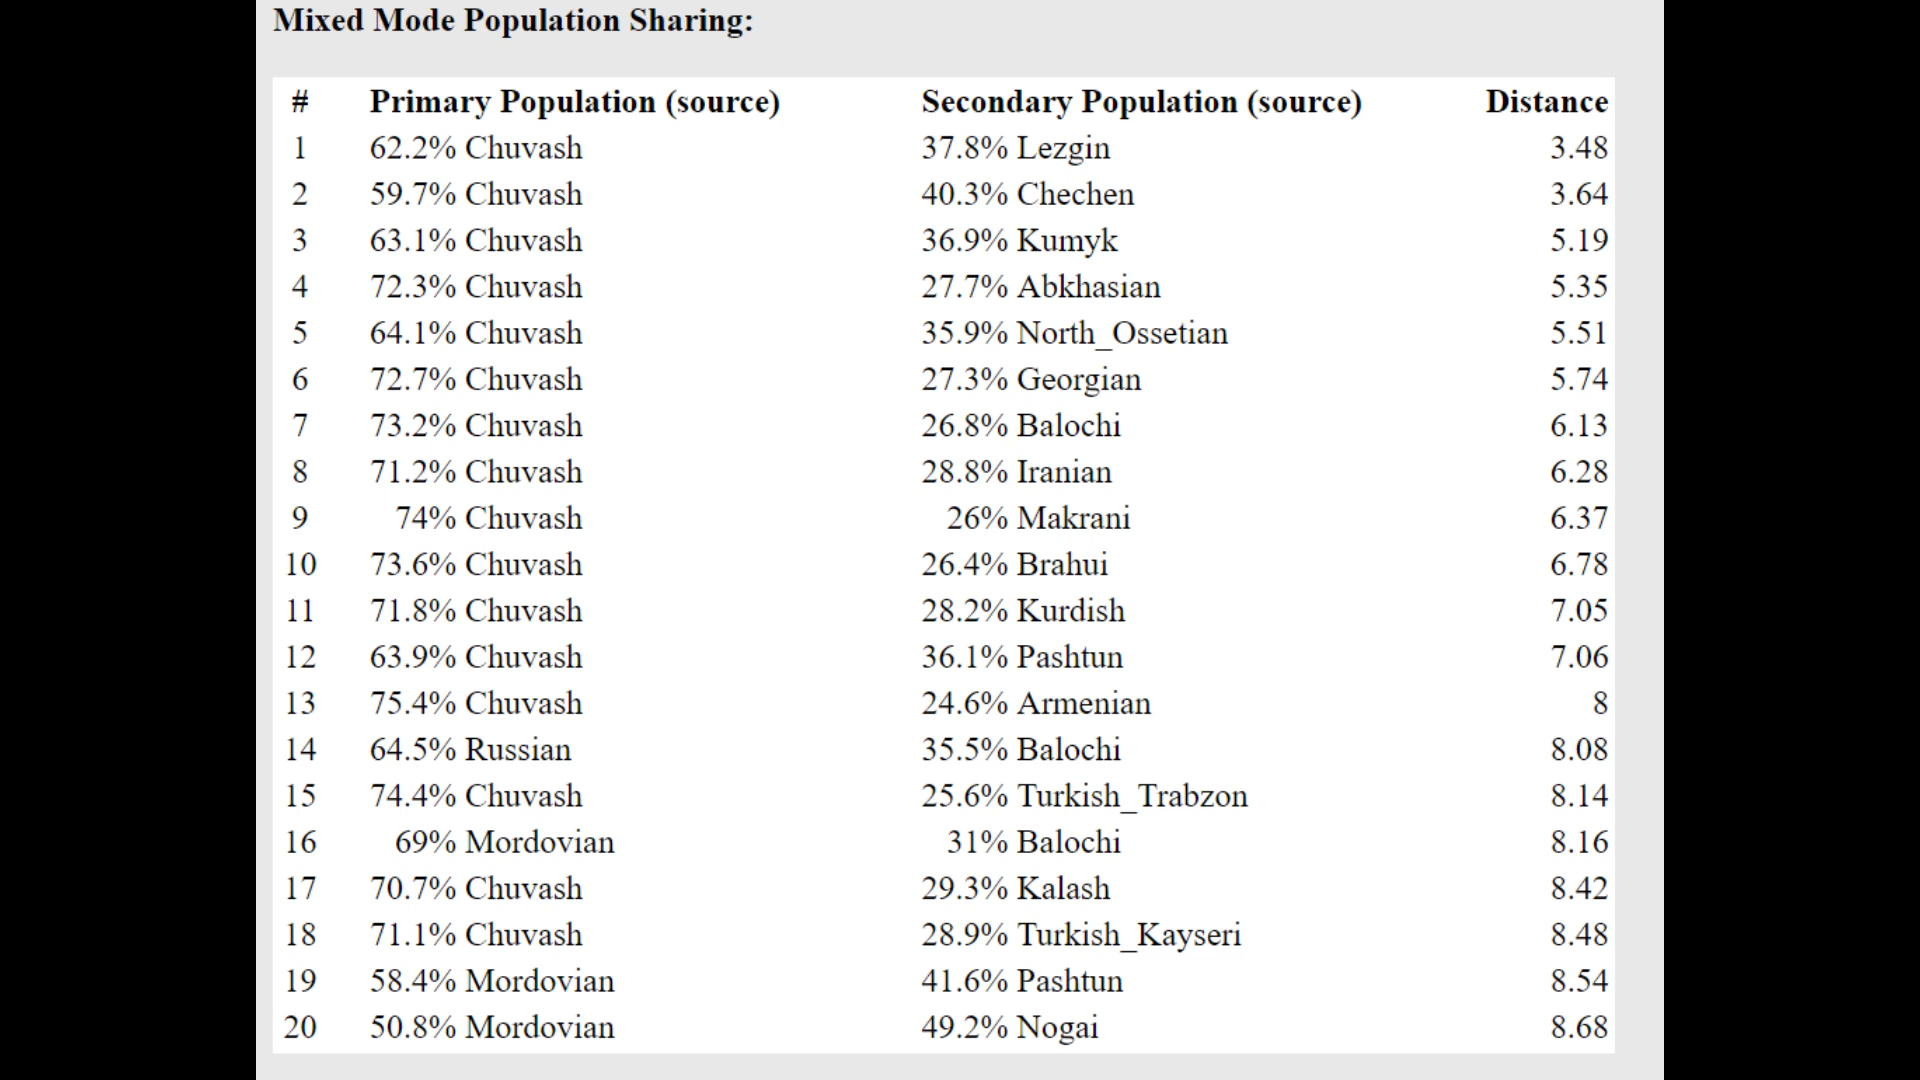 Mixed Mode Population Sharing:
# Primary Population (source) Secondary Population (source) Distance
1 62.2% Chuvash 37.8% Lezgin 3.48
2 59.7% Chuvash 40.3% Chechen 3.64
3 63.1% Chuvash 36.9% Kumyk 5.19
4 72.3% Chuvash 27.7% Abkhasian 5.35
5 64.1% Chuvash 35.9% North_Ossetian 5.51
6 72.7% Chuvash 27.3% Georgian 5.74
7 73.2% Chuvash 26.8% Balochi 6.13
8 71.2% Chuvash 28.8% Iranian 6.28
9 74% Chuvash 26% Makrani 6.37
10 73.6% Chuvash 26.4% Brahui 6.78
11 71.8% Chuvash 28.2% Kurdish 7.05
12 63.9% Chuvash 36.1% Pashtun 7.06
13 75.4% Chuvash 24.6% Armenian 8
14 64.5% Russian 35.5% Balochi 8.08
15 74.4% Chuvash 25.6% Turkish_Trabzon 8.14
16 69% Mordovian 31% Balochi 8.16
17 70.7% Chuvash 29.3% Kalash 8.42
18 71.1% Chuvash 28.9% Turkish_Kayseri 8.48
19 58.4% Mordovian 41.6% Pashtun 8.54
20 50.8% Mordovian 49.2% Nogai 8.68